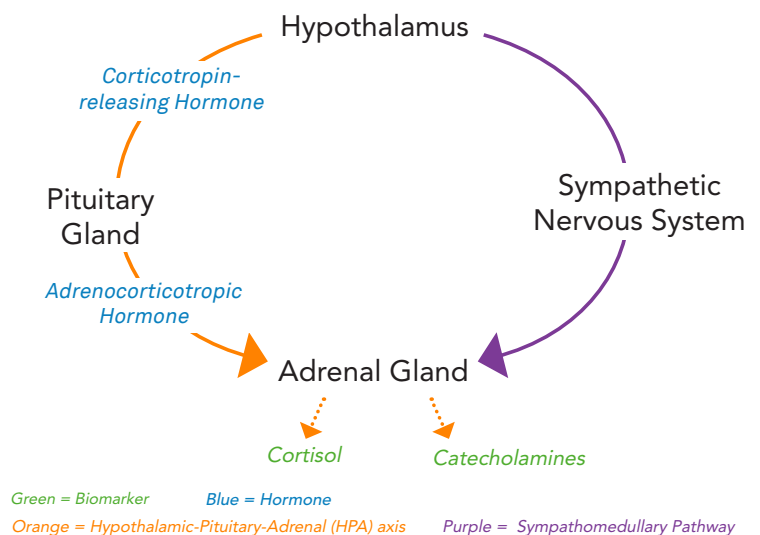 Hypothalamus
Corticotropin-
releasing Hormone
Pituitary
Gland
Sympathetic
Nervous System
Adrenocorticotropic
Hormone
Adrenal Gland
Cortisol
Catecholamines
Green = Biomarker
Blue = Hormone
Orange = Hypothalamic-Pituitary-Adrenal (HPA) axis
Purple = Sympathomedullary Pathway